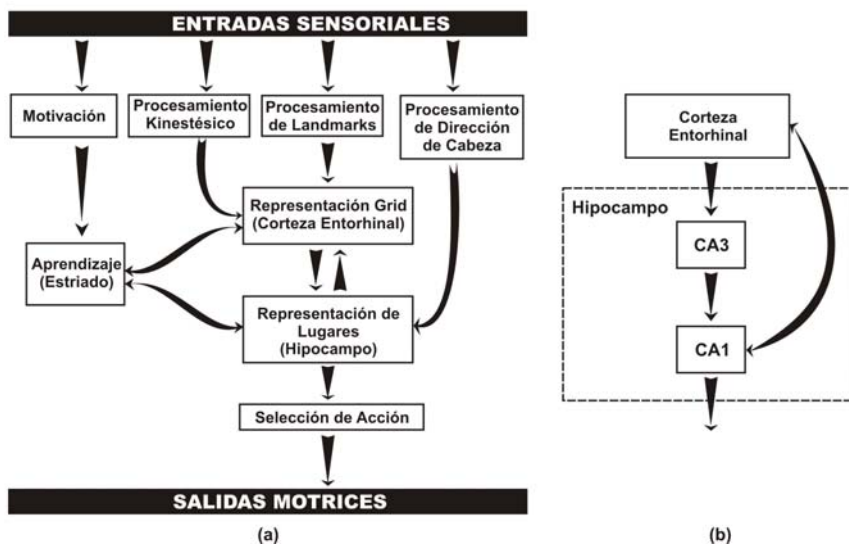 ENTRADAS SENSORIALES
Motivación
Procesamiento
Kinestésico
Procesamiento
de Landmarks
Procesamiento
de Dirección
de Cabeza
Representación Grid
(Corteza Entorhinal)
Aprendizaje
(Estriado)
Representación de
Lugares
(Hipocampo)
Selección de Acción
SALIDAS MOTRICES
(a)
Corteza
Entorhinal
Hipocampo
CA3
CA1
(b)